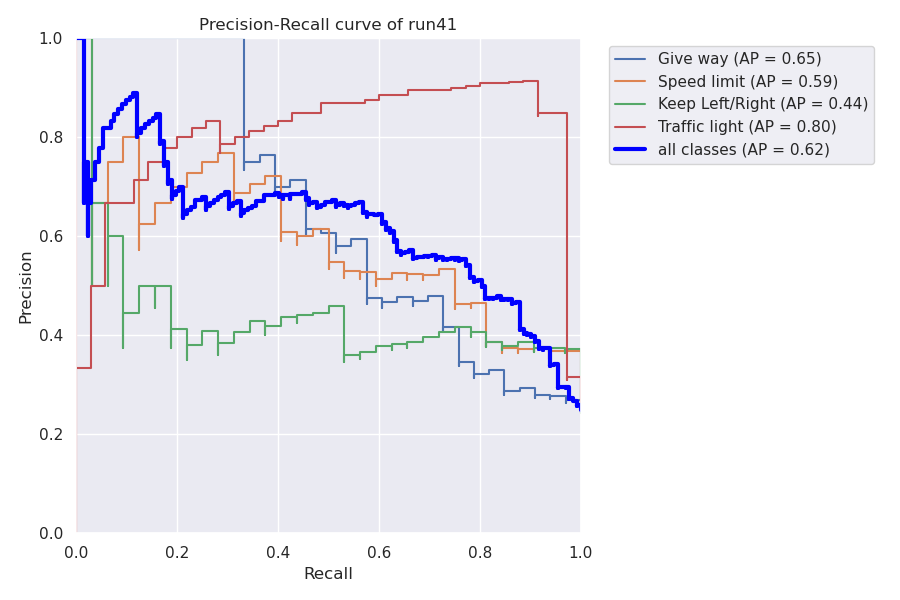 Precision-Recall curve of run41
1.0
0.8
0.6
0.4
0.2
0.0
Precision
0.0 0.2 0.4 0.6 0.8 1.0
Recall
Give way (AP = 0.65)
Speed limit (AP = 0.59)
Keep Left/Right (AP = 0.44)
Traffic light (AP = 0.80)
all classes (AP = 0.62)